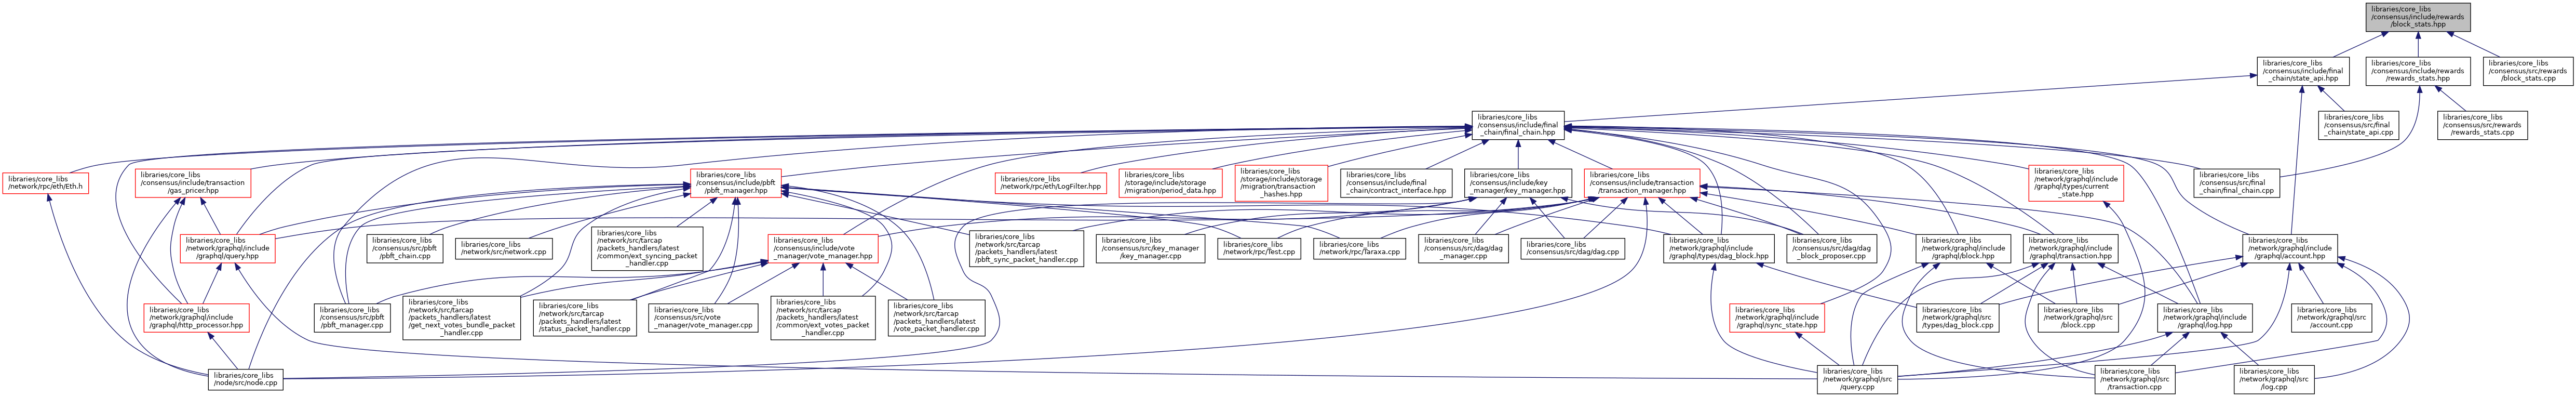 libraries/core_libs
/consensus/include/rewards
/block_stats.hpp
libraries/core_libs
/consensus/include/final
_chain/state_api.hpp
libraries/core_libs
/consensus/include/rewards
/rewards_stats.hpp
libraries/core_libs
/consensus/src/rewards
/block_stats.cpp
libraries/core_libs
/consensus/include/final
_chain/final_chain.hpp
libraries/core_libs
/consensus/src/final
_chain/state_api.cpp
libraries/core_libs
/consensus/src/rewards
/rewards_stats.cpp
libraries/core_libs
/network/rpc/eth/Eth.h
libraries/core_libs
/consensus/include/transaction
/gas_pricer.hpp
libraries/core_libs
/consensus/include/pbft
/pbft_manager.hpp
libraries/core_libs
/network/rpc/eth/LogFilter.hpp
libraries/core_libs
/storage/include/storage
/migration/period_data.hpp
libraries/core_libs
/storage/include/storage
/migration/transaction
_hashes.hpp
libraries/core_libs
/consensus/include/final
_chain/contract_interface.hpp
libraries/core_libs
/consensus/include/key
_manager/key_manager.hpp
libraries/core_libs
/consensus/include/transaction
/transaction_manager.hpp
libraries/core_libs
/network/graphql/include
/graphql/types/current
_state.hpp
libraries/core_libs
/consensus/src/final
_chain/final_chain.cpp
libraries/core_libs
/network/graphql/include
/graphql/query.hpp
libraries/core_libs
/consensus/src/pbft
/pbft_chain.cpp
libraries/core_libs
/network/src/network.cpp
libraries/core_libs
/network/src/tarcap
/packets_handlers/latest
/common/ext_syncing_packet
_handler.cpp
libraries/core_libs
/consensus/include/vote
_manager/vote_manager.hpp
libraries/core_libs
/network/src/tarcap
/packets_handlers/latest
/pbft_sync_packet_handler.cpp
libraries/core_libs
/consensus/src/key_manager
/key_manager.cpp
libraries/core_libs
/network/rpc/Test.cpp
libraries/core_libs
/network/rpc/Taraxa.cpp
libraries/core_libs
/consensus/src/dag/dag
_manager.cpp
libraries/core_libs
/consensus/src/dag/dag.cpp
libraries/core_libs
/network/graphql/include
/graphql/types/dag_block.hpp
libraries/core_libs
/consensus/src/dag/dag
_block_proposer.cpp
libraries/core_libs
/network/graphql/include
/graphql/block.hpp
libraries/core_libs
/network/graphql/include
/graphql/transaction.hpp
libraries/core_libs
/network/graphql/include
/graphql/account.hpp
libraries/core_libs
/network/graphql/include
/graphql/http_processor.hpp
libraries/core_libs
/consensus/src/pbft
/pbft_manager.cpp
libraries/core_libs
/network/src/tarcap
/packets_handlers/latest
/get_next_votes_bundle_packet
_handler.cpp
libraries/core_libs
/network/src/tarcap
/packets_handlers/latest
/status_packet_handler.cpp
libraries/core_libs
/consensus/src/vote
_manager/vote_manager.cpp
libraries/core_libs
/network/src/tarcap
/packets_handlers/latest
/common/ext_votes_packet
_handler.cpp
libraries/core_libs
/network/src/tarcap
/packets_handlers/latest
/vote_packet_handler.cpp
libraries/core_libs
/network/graphql/include
/graphql/sync_state.hpp
libraries/core_libs
/network/graphql/src
/types/dag_block.cpp
libraries/core_libs
/network/graphql/src
/block.cpp
libraries/core_libs
/network/graphql/include
/graphql/log.hpp
libraries/core_libs
/network/graphql/src
/account.cpp
libraries/core_libs
/node/src/node.cpp
libraries/core_libs
/network/graphql/src
/query.cpp
libraries/core_libs
/network/graphql/src
/transaction.cpp
libraries/core_libs
/network/graphql/src
/log.cpp